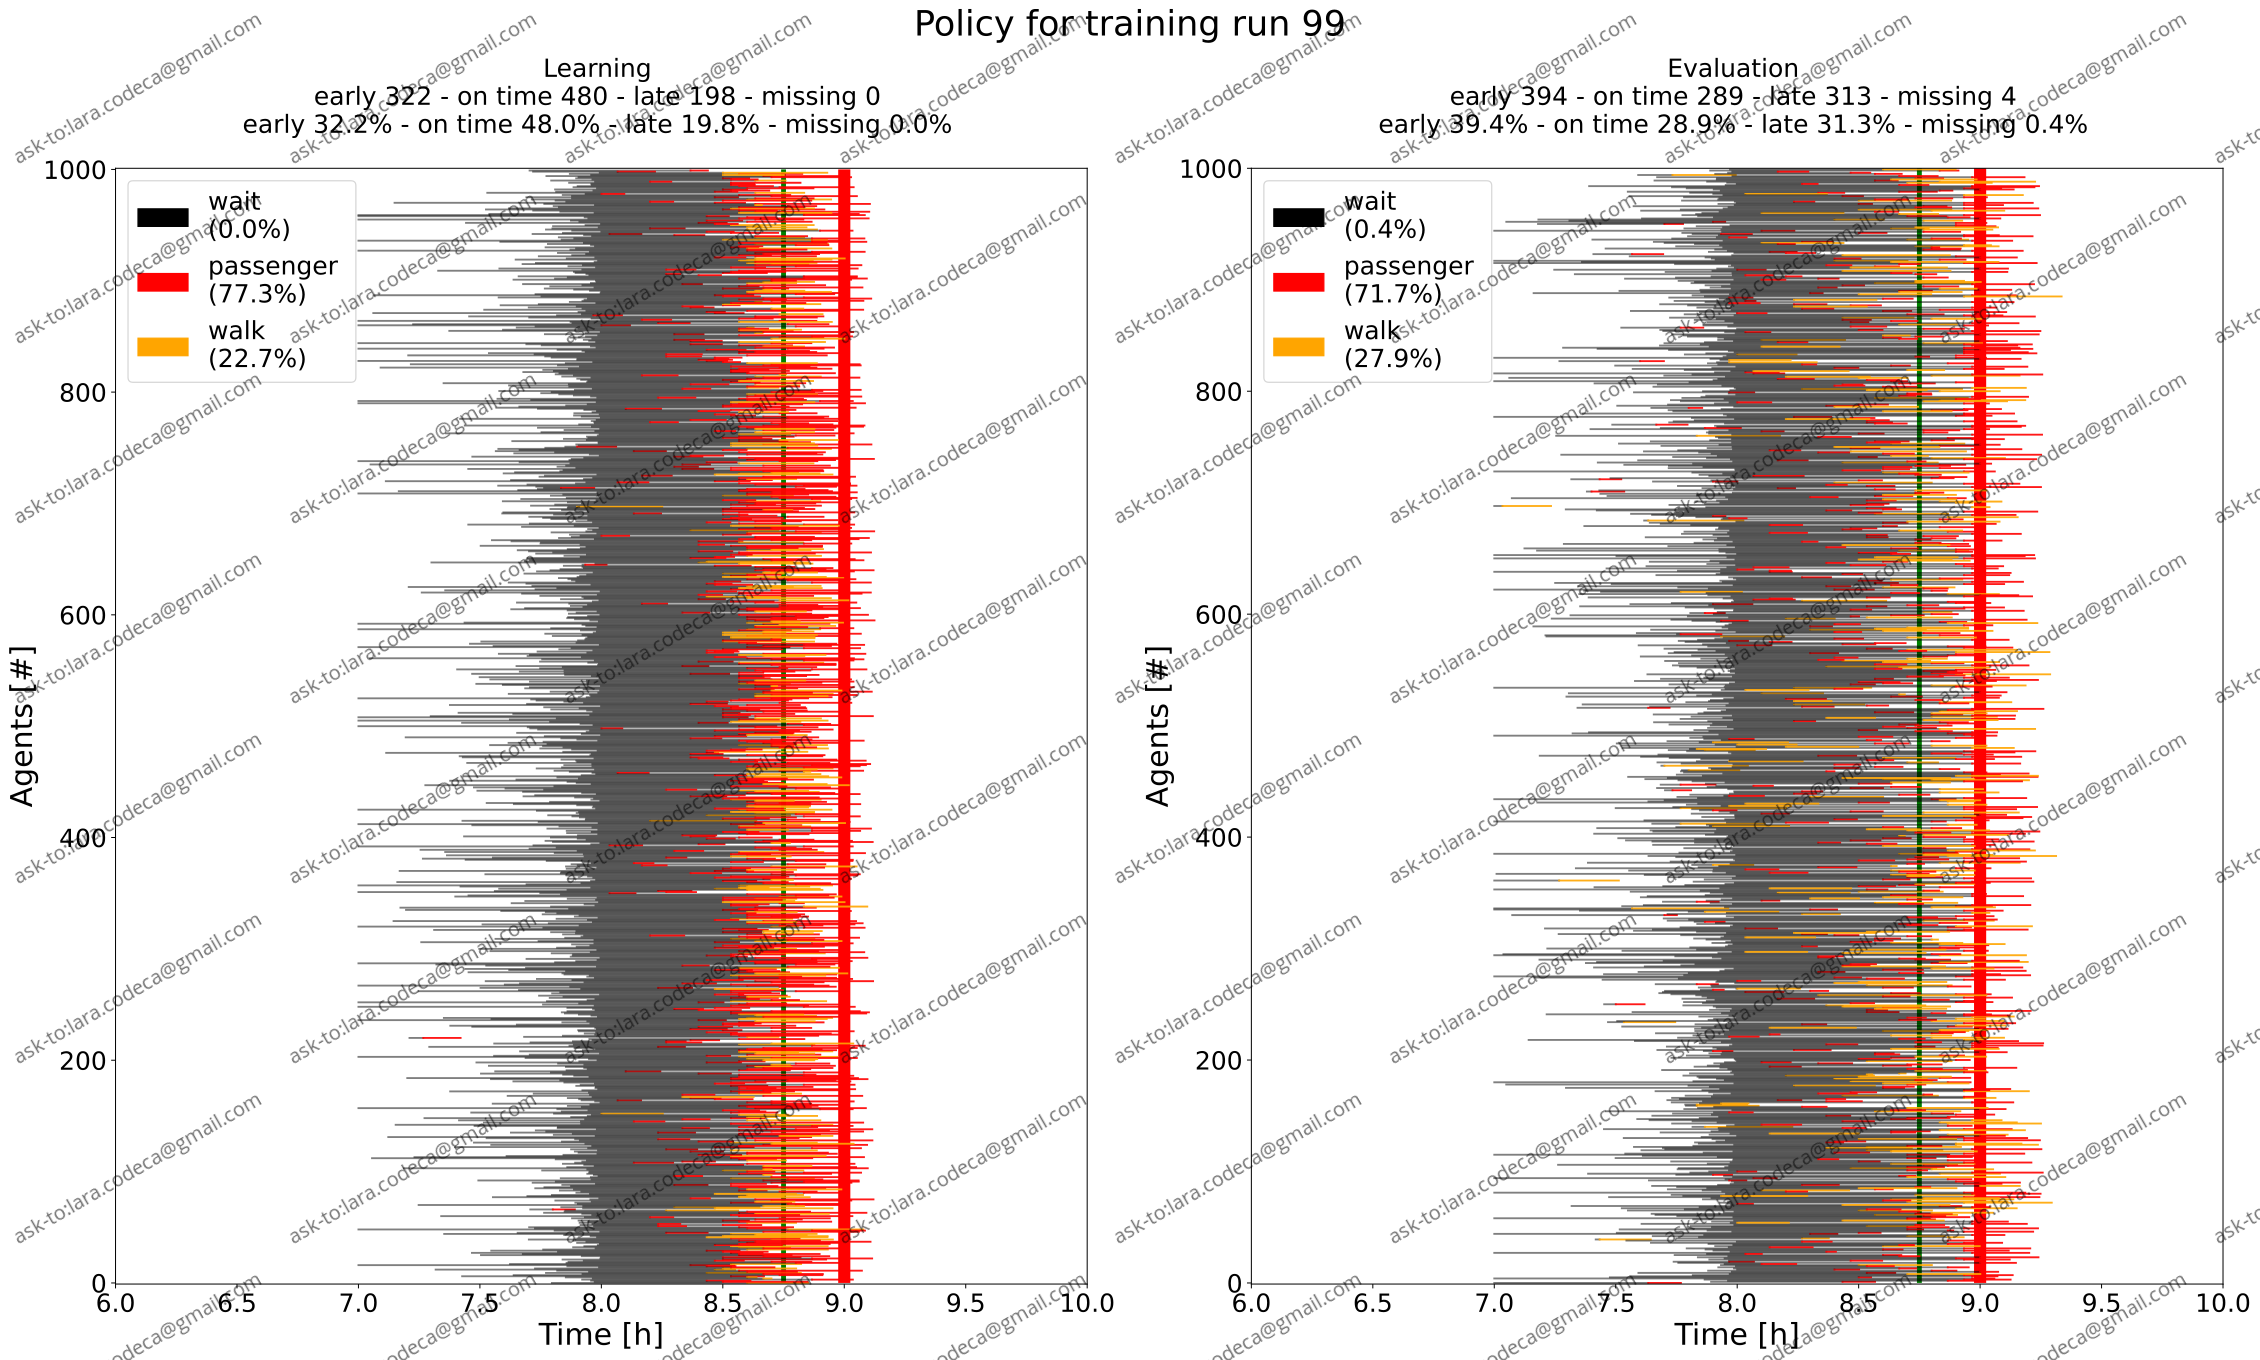 Policy for training run 99
Learning
early 322 - on time 480 - late 198 - missing 0
early 32.2% - on time 48.0% - late 19.8% - missing 0.0%
wait
(0.0%)
passenger
(77.3%)
walk
(22.7%)
1000
800
600
400
200
0
Agents [#]
6.0 6.5 7.0 7.5 8.0 8.5 9.0 9.5 10.0
Time [h]
Evaluation
early 394 - on time 289 - late 313 - missing 4
early 39.4% - on time 28.9% - late 31.3% - missing 0.4%
wait
(0.4%)
passenger
(71.7%)
walk
(27.9%)
1000
800
600
400
200
0
Agents [#]
6.0 6.5 7.0 7.5 8.0 8.5 9.0 9.5 10.0
Time [h]
ask-to:lara.codeca@gmail.com